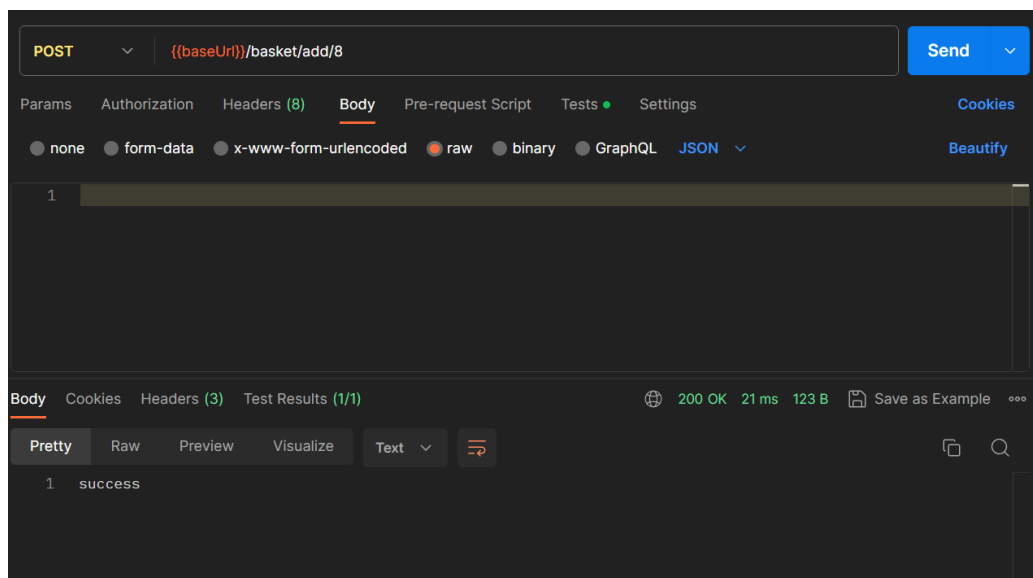 POST {{baseUrl}}/basket/add/8 Send
Params Authorization Headers (8) Body Pre-request Script Tests Settings Cookies
none form-data x-www-form-urlencoded raw binary GraphQL JSON Beautify
1
Body Cookies Headers (3) Test Results (1/1) 200 OK 21 ms 123 B Save as Example
Pretty Raw Preview Visualize Text
1 success